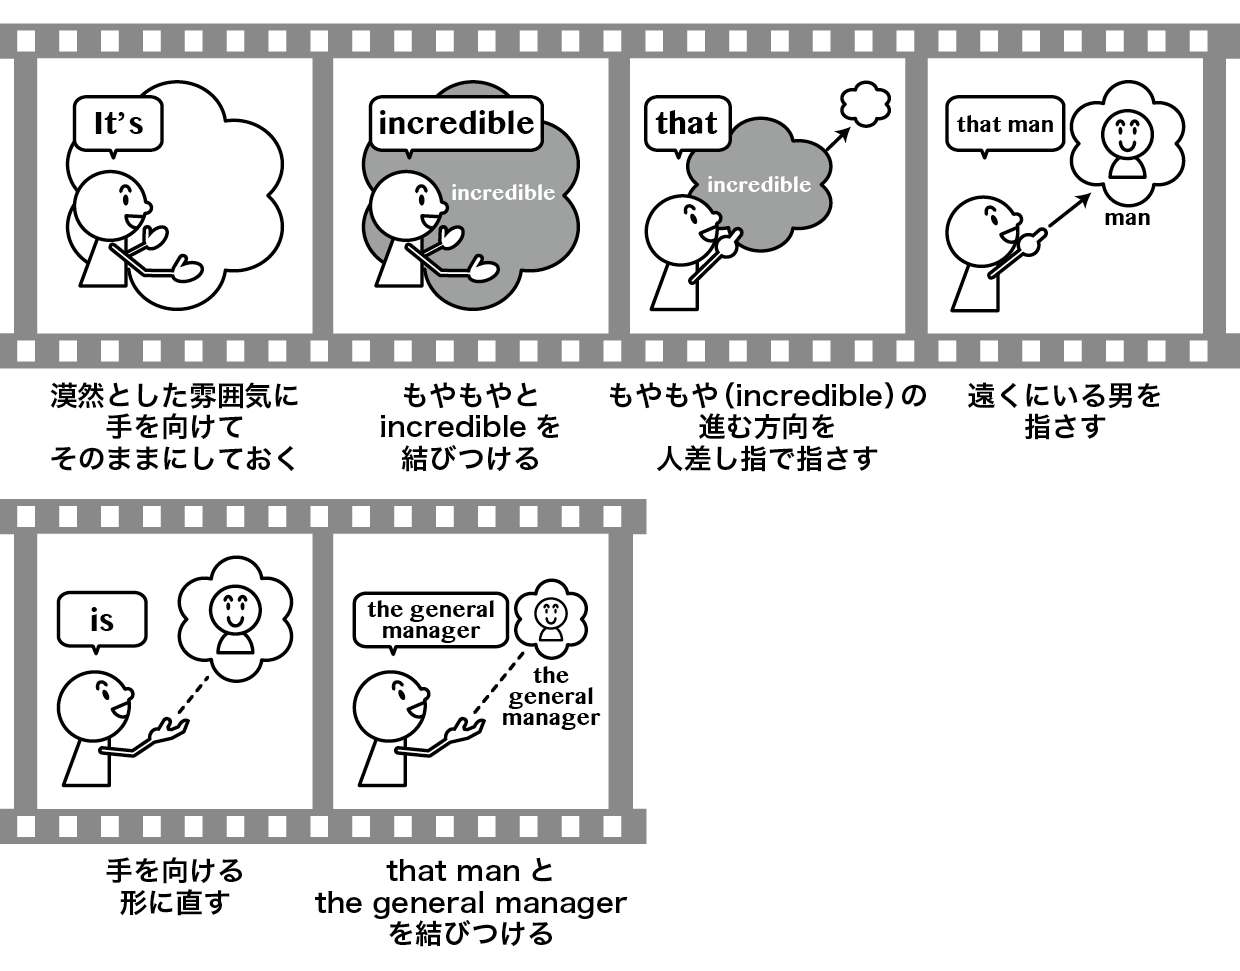 It's
incredible
incredible
that
incredible
that man
man
漠然とした雰囲気に
手を向けて
そのままにしておく
もやもやと
incredible を
結びつける
もやもや（incredible）の
進む方向を
人差し指で指さす
遠くにいる男を
指さす
is
the general
manager
the
general
manager
手を向ける
形に直す
that man と
the general manager
を結びつける